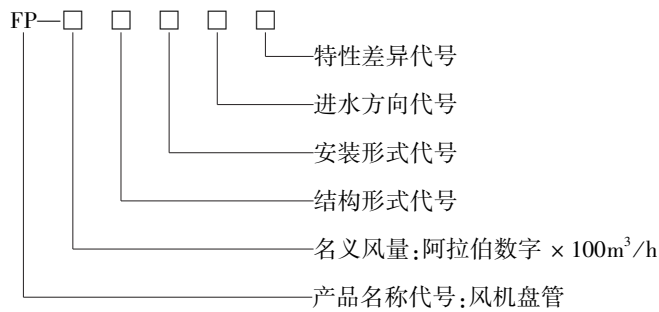 FP—□ □ □ □ □
特性差异代号
进水方向代号
安装形式代号
结构形式代号
名义风量:阿拉伯数字 × 100m³/h
产品名称代号:风机盘管